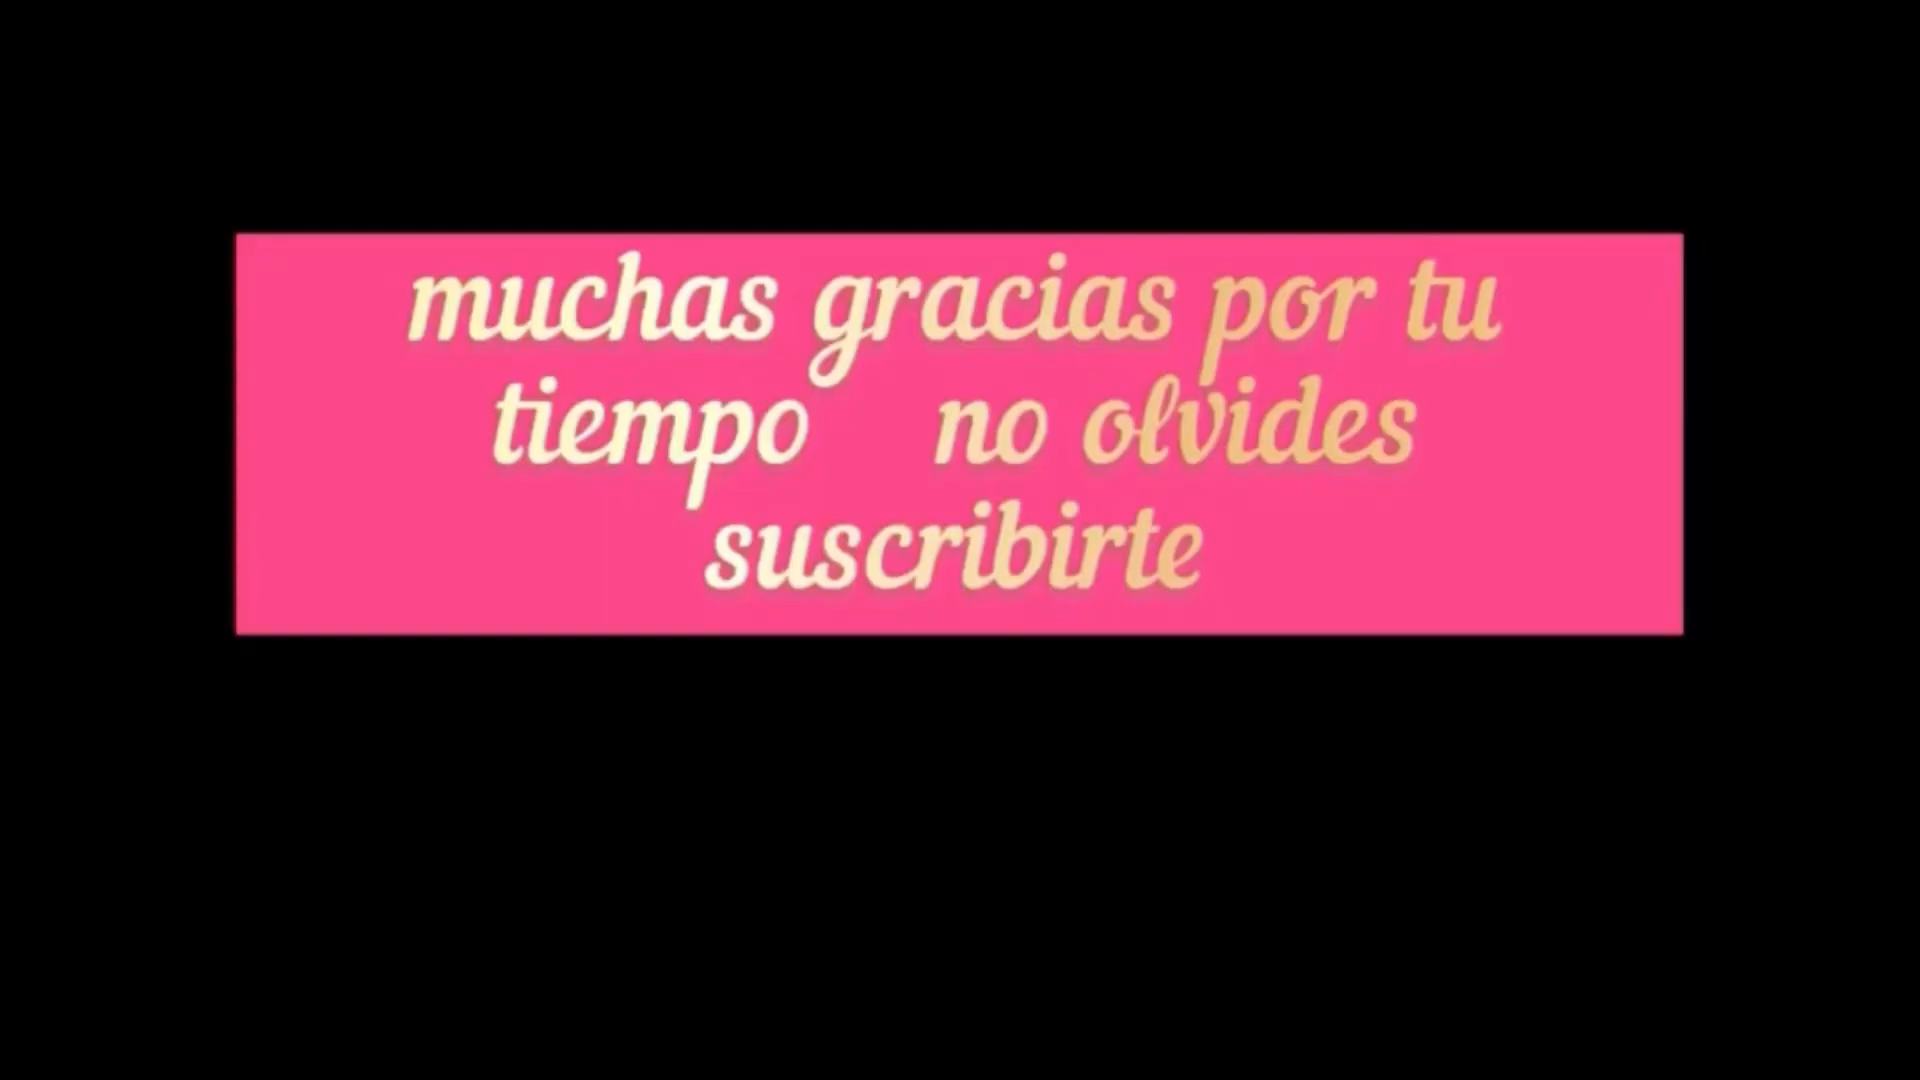 muchas gracias por tu
tiempo no olvides
suscribirte